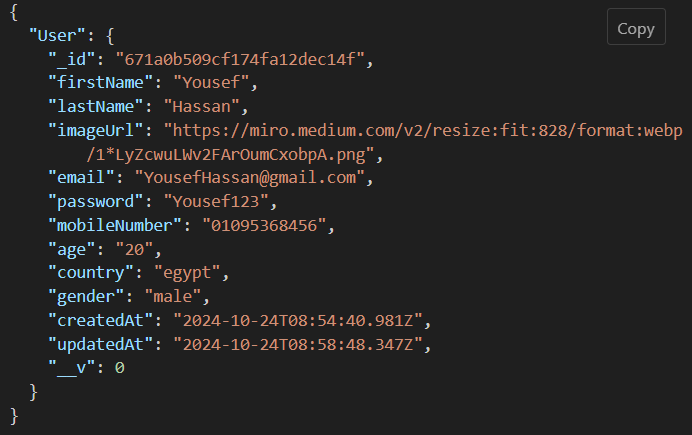 {
Copy
"User": {
"_id": "671a0b509cf174fa12dec14f",
"firstName": "Yousef",
"lastName": "Hassan",
"imageUrl": "https://miro.medium.com/v2/resize:fit:828/format:webp
/1*LyZcwuLWv2FArOumCxobpA.png",
"email": "YousefHassan@gmail.com",
"password": "Yousef123",
"mobileNumber": "01095368456",
"age": "20",
"country": "egypt",
"gender": "male",
"createdAt": "2024-10-24T08:54:40.981Z",
"updatedAt": "2024-10-24T08:58:48.347Z",
"__v": 0
}
}